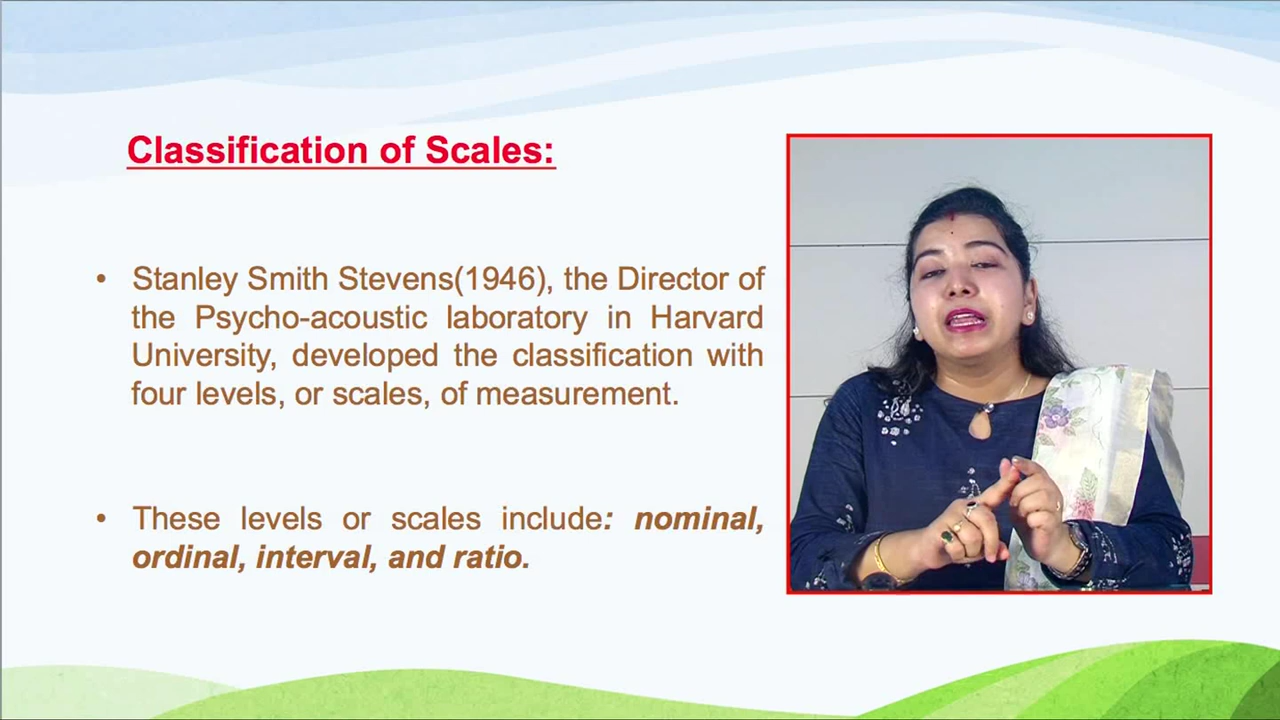 Classification of Scales:
• Stanley Smith Stevens(1946), the Director of
the Psycho-acoustic laboratory in Harvard
University, developed the classification with
four levels, or scales, of measurement.
• These levels or scales include: nominal,
ordinal, interval, and ratio.